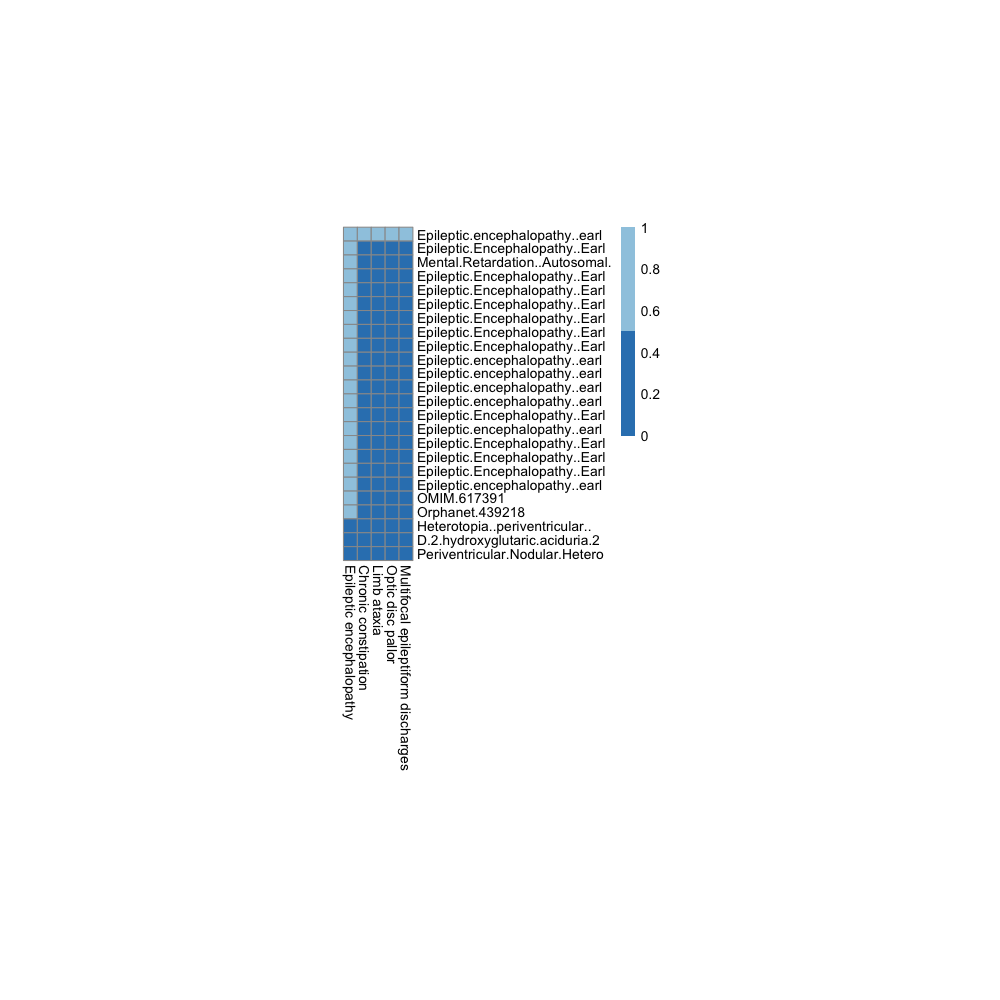 Epileptic.encephalopathy..earl
Epileptic.Encephalopathy..Earl
Mental.Retardation..Autosomal.
Epileptic.Encephalopathy..Earl
Epileptic.Encephalopathy..Earl
Epileptic.Encephalopathy..Earl
Epileptic.Encephalopathy..Earl
Epileptic.Encephalopathy..Earl
Epileptic.Encephalopathy..Earl
Epileptic.encephalopathy..earl
Epileptic.encephalopathy..earl
Epileptic.encephalopathy..earl
Epileptic.encephalopathy..earl
Epileptic.Encephalopathy..Earl
Epileptic.encephalopathy..earl
Epileptic.Encephalopathy..Earl
Epileptic.Encephalopathy..Earl
Epileptic.Encephalopathy..Earl
Epileptic.encephalopathy..earl
OMIM.617391
Orphanet.439218
Heterotopia..periventricular..
D.2.hydroxyglutaric.aciduria.2
Periventricular.Nodular.Hetero
1
0.8
0.6
0.4
0.2
0
Epileptic encephalopathy
Chronic constipation
Limb ataxia
Optic disc pallor
Multifocal epileptiform discharges